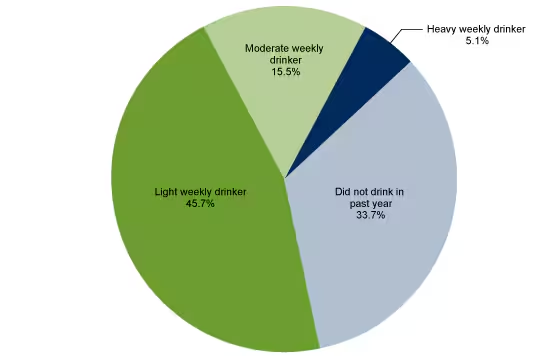 Heavy weekly drinker
5.1%
Moderate weekly
drinker
15.5%
Light weekly drinker
45.7%
Did not drink in
past year
33.7%